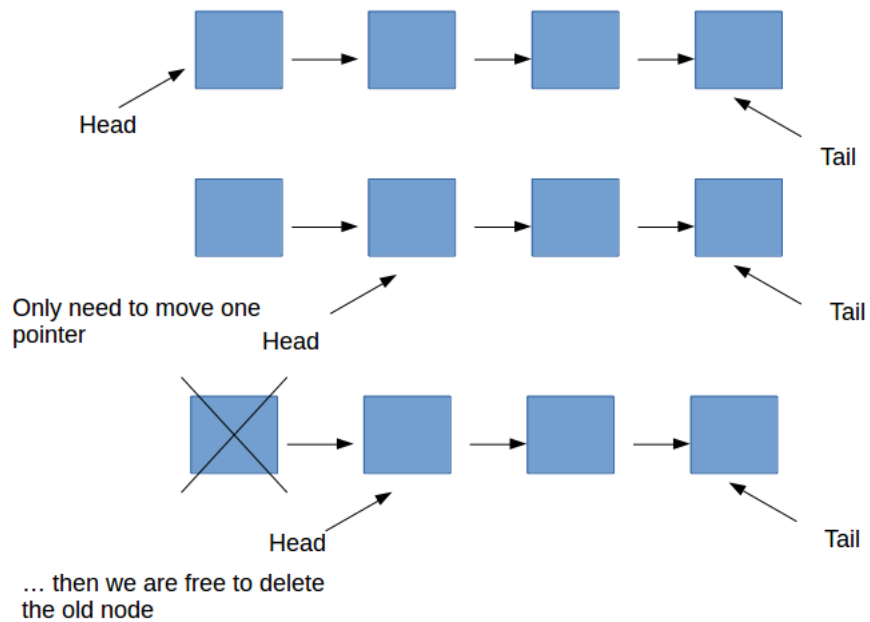 Head
Tail
Only need to move one
pointer
Head
Tail
Head
Tail
… then we are free to delete
the old node